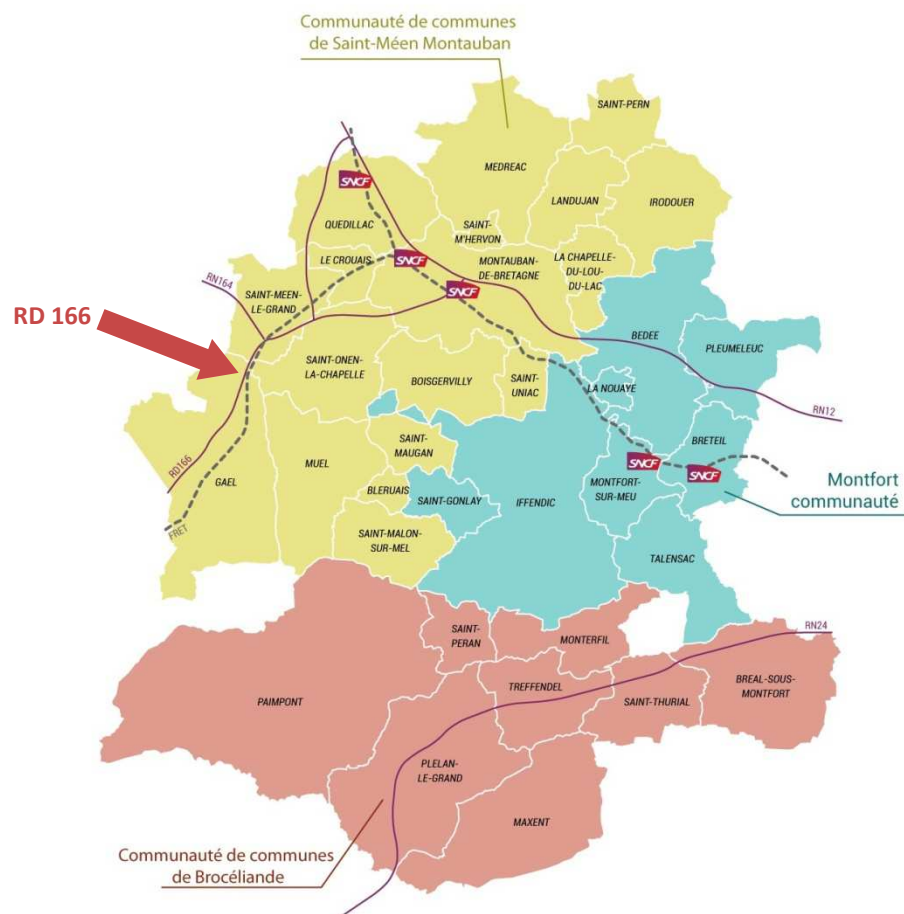 Communauté de communes
de Saint-Méen Montauban
SAINT-PERN
MEDREAC
SNCF
LANDUJAN
IRODOUER
QUEDILLAC
SAINT-
M'HERVON
LE CROUAIS
SNCF
MONTAUBAN-
DE-BRETAGNE
LA CHAPELLE-
DU-LOU-
DU-LAC
RN164
SNCF
SAINT-MEEN-
LE-GRAND
RD 166
BEDEE
PLEUMELEUC
SAINT-ONEN-
LA-CHAPELLE
BOISGERVILLY
SAINT-
UNIAC
LA NOUAYE
RN12
SAINT-
MAUGAN
BRETEIL
RD166
GAEL
MUEL
SNCF
SNCF
Montfort
communauté
BLERUAIS
SAINT-GONLAY
IFFENDIC
MONTFORT-
SUR-MEU
FRET
SAINT-MALON-
SUR-MEL
TALENSAC
RN24
SAINT-
PERAN
MONTERFIL
PAIMPONT
TREFFENDEL
SAINT-THURIAL
BREAL-SOUS-
MONTFORT
PLELAN-
LE-GRAND
MAXENT
Communauté de communes
de Brocéliande